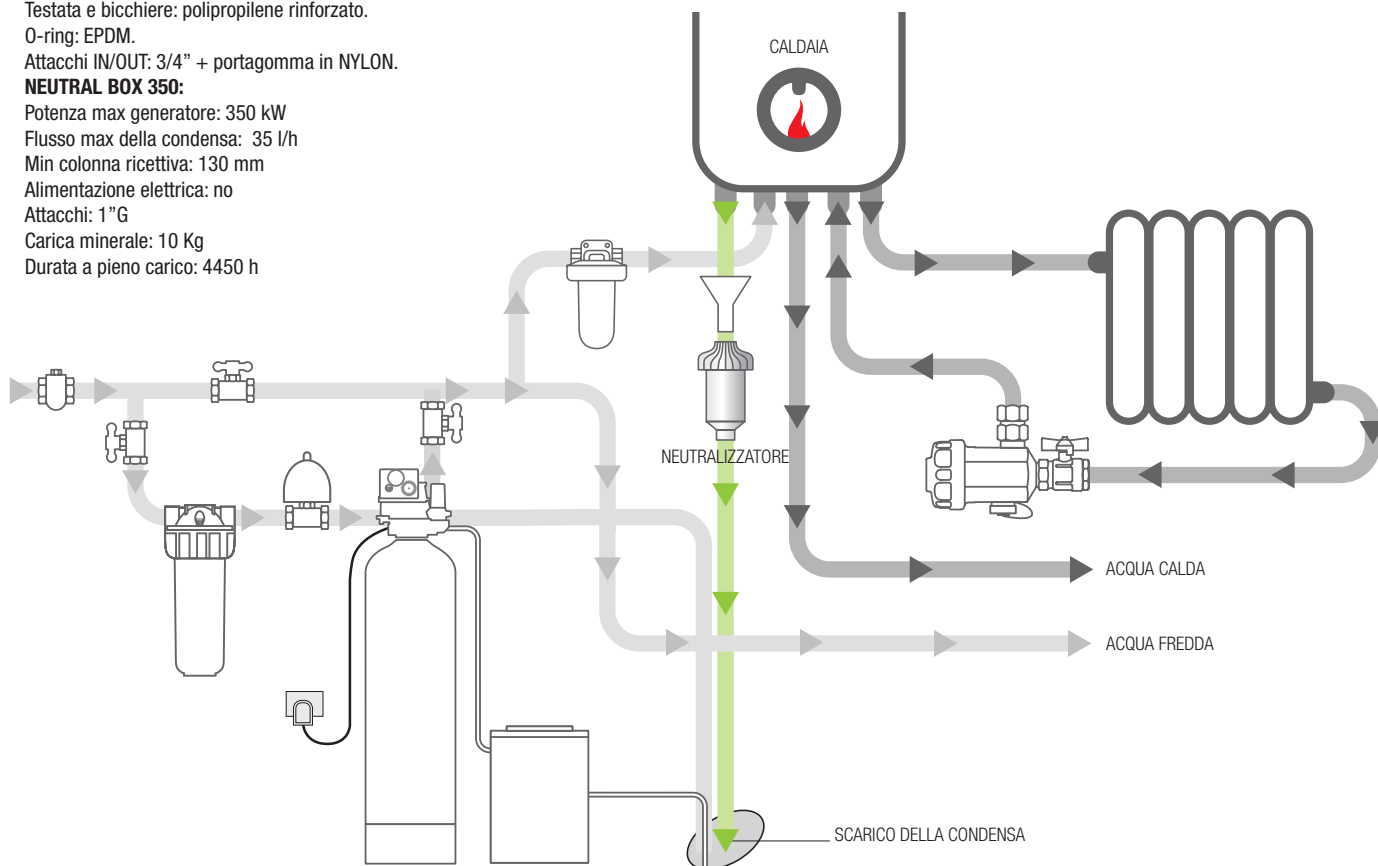 Testata e bicchiere: polipropilene rinforzato.
O-ring: EPDM.
Attacchi IN/OUT: 3/4” + portagomma in NYLON.
NEUTRAL BOX 350:
Potenza max generatore: 350 kW
Flusso max della condensa: 35 l/h
Min colonna ricettiva: 130 mm
Alimentazione elettrica: no
Attacchi: 1”G
Carica minerale: 10 Kg
Durata a pieno carico: 4450 h
CALDAIA
NEUTRALIZZATORE
ACQUA CALDA
ACQUA FREDDA
SCARICO DELLA CONDENSA